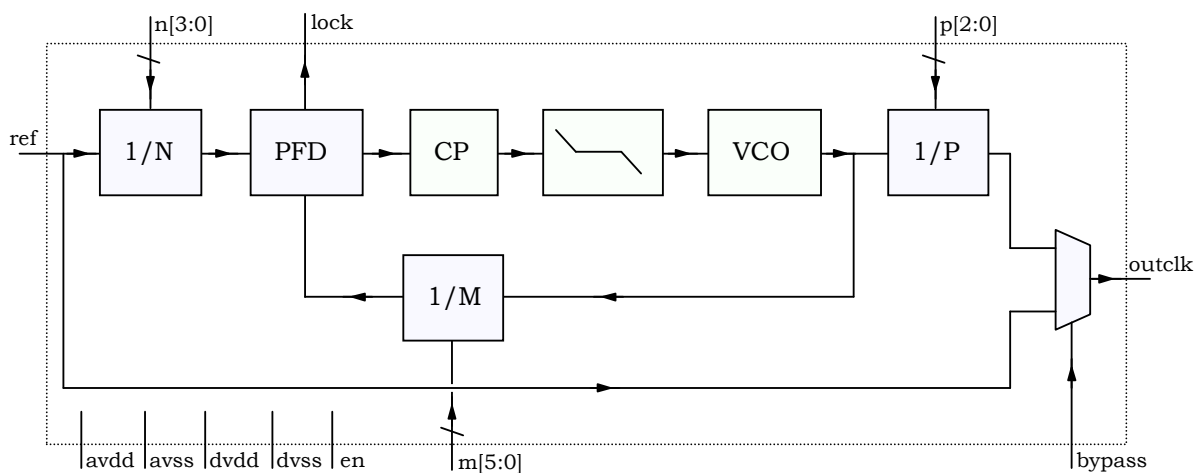 n[3:0]
lock
p[2:0]
ref
1/N
PFD
CP
VCO
1/P
outclk
1/M
avdd
avss
dvdd
dvss
en
m[5:0]
bypass